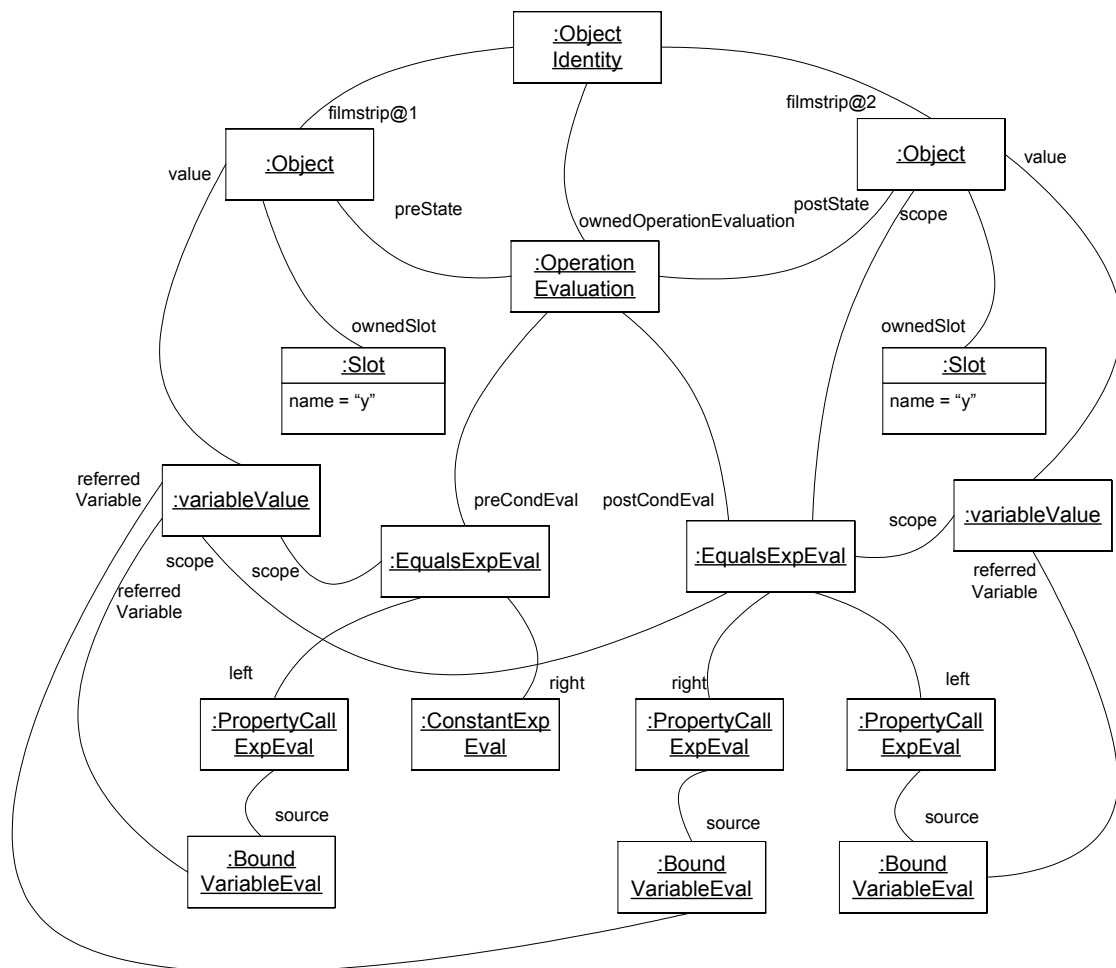 :Object
Identity
filmstrip@1
filmstrip@2
:Object
:Object
value
value
preState
postState
scope
ownedOperationEvaluation
:Operation
Evaluation
ownedSlot
ownedSlot
:Slot
name = “y”
:Slot
name = “y”
referred
Variable
:variableValue
preCondEval
postCondEval
:variableValue
scope
scope
scope
:EqualsExpEval
:EqualsExpEval
referred
Variable
referred
Variable
left
right
right
left
:PropertyCall
ExpEval
:ConstantExp
Eval
:PropertyCall
ExpEval
:PropertyCall
ExpEval
source
source
source
:Bound
VariableEval
:Bound
VariableEval
:Bound
VariableEval